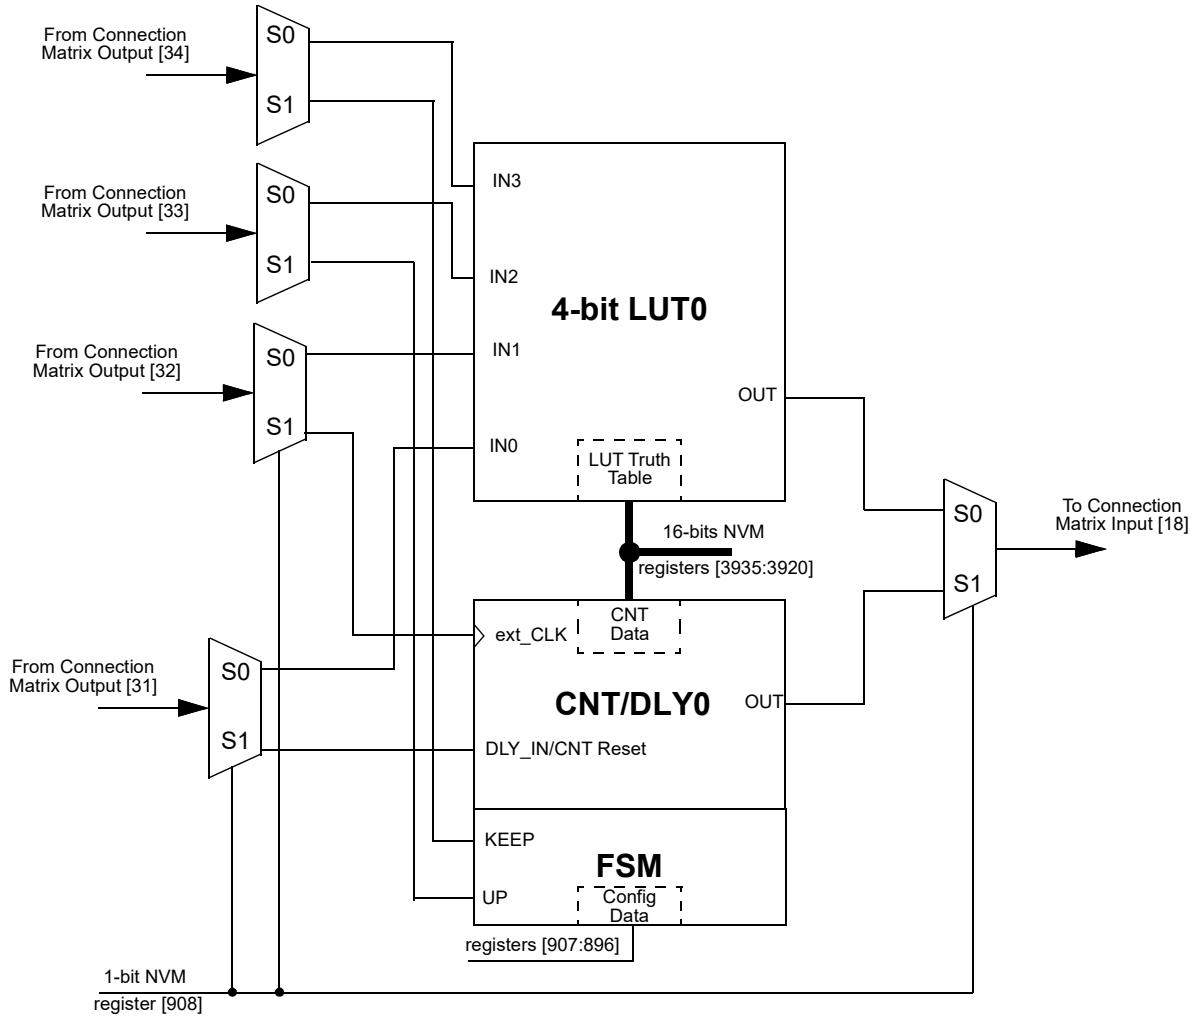 From Connection
Matrix Output [34]
S0
S1
From Connection
Matrix Output [33]
S0
S1
From Connection
Matrix Output [32]
S0
S1
From Connection
Matrix Output [31]
S0
S1
IN3
IN2
4-bit LUT0
IN1
OUT
IN0
LUT Truth
Table
16-bits NVM
registers [3935:3920]
S0
S1
To Connection
Matrix Input [18]
CNT
Data
ext_CLK
CNT/DLY0
OUT
DLY_IN/CNT Reset
KEEP
FSM
UP
Config
Data
registers [907:896]
1-bit NVM
register [908]